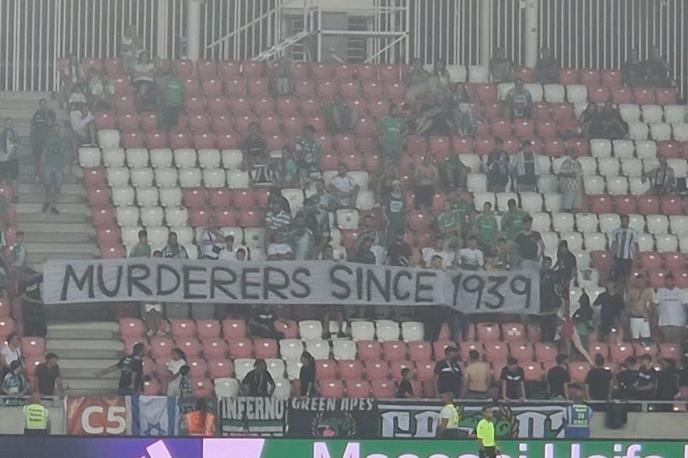 MURDERERS SINCE 1939
C5
INFERNO
GREEN APES
Maccabi Haifa